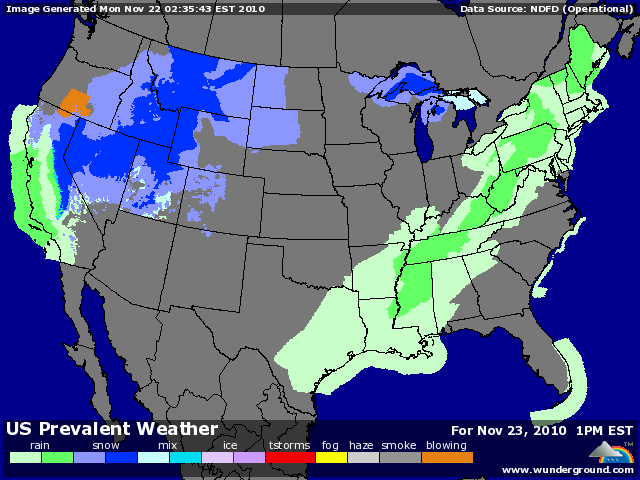 Image Generated Mon Nov 22 02:35:43 EST 2010
Data Source: NDFD (Operational)
US Prevalent Weather
For Nov 23, 2010 1PM EST
rain snow mix ice tstorms fog haze smoke blowing
www.wunderground.com